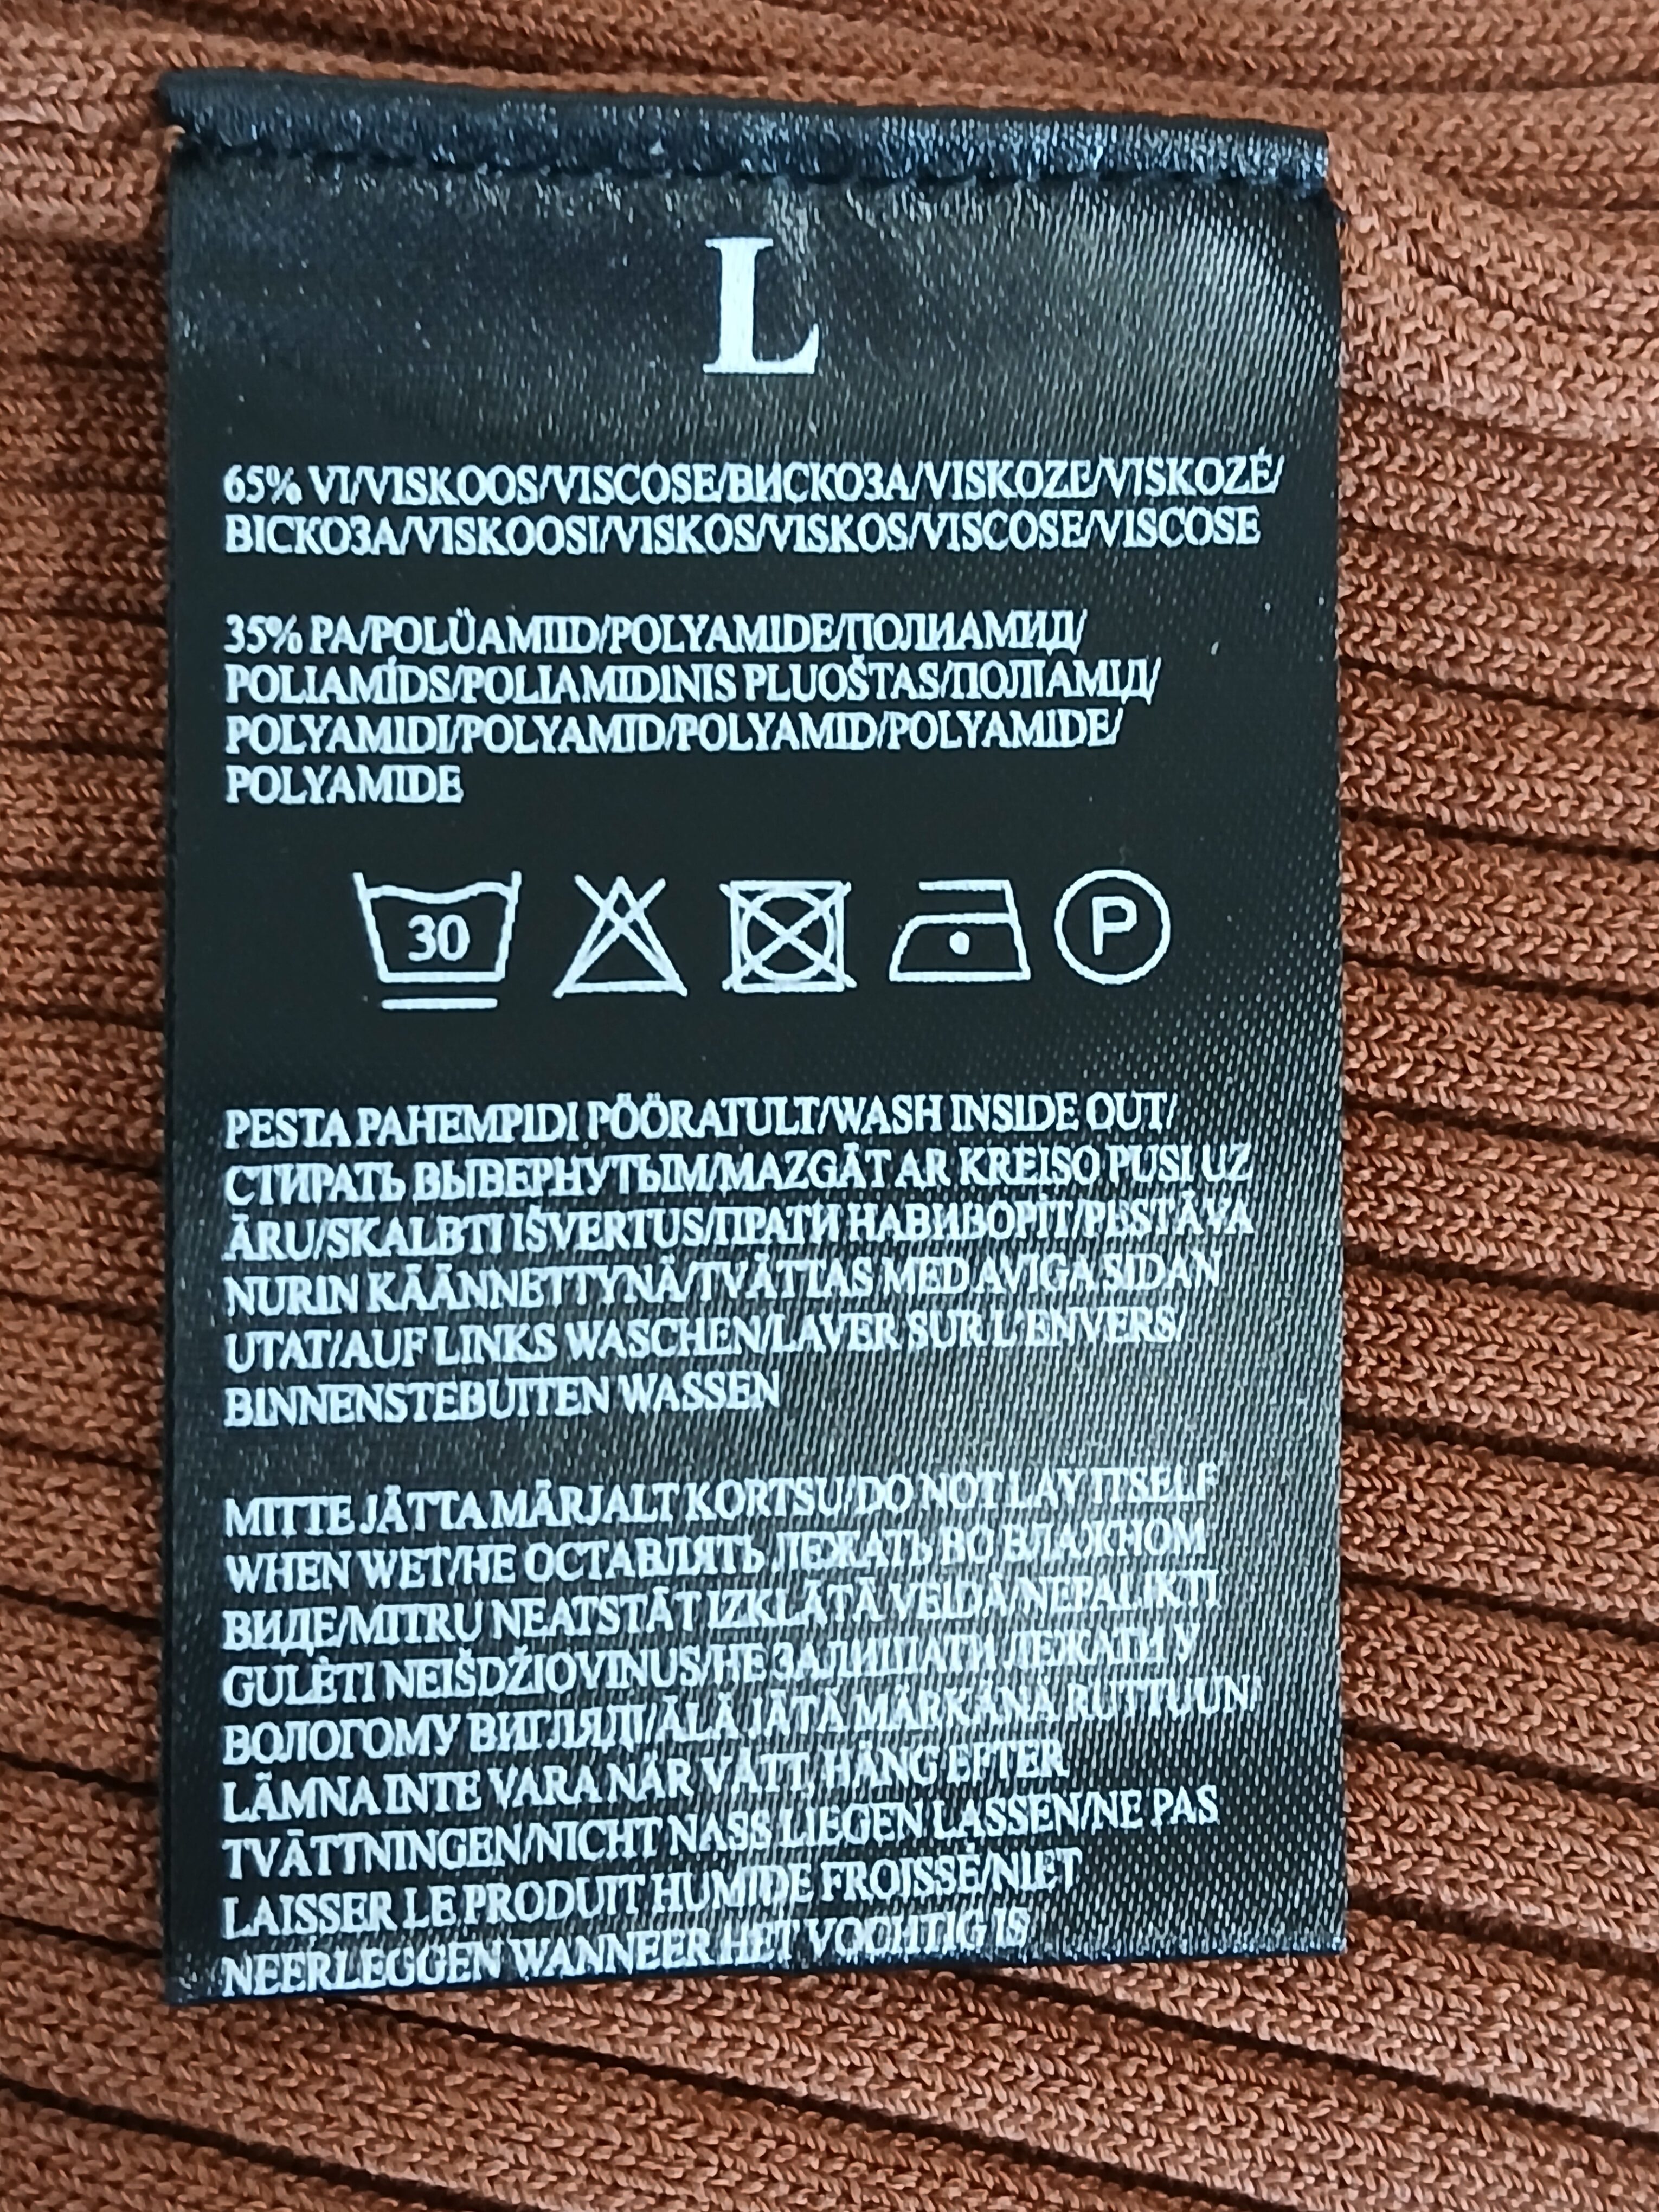 L
65% VI/VISKOOS/VISCOSE/ВИСКОЗА/VISKOZE/VISKOZĖ/
ВІСКОЗА/VISKOOSI/VISKOS/VISKOS/VISCOSE/VISCOSE
35% PA/POLÜAMIID/POLYAMIDE/ПОЛИАМИД/
POLIAMĪDS/POLIAMIDINIS PLUOŠTAS/ПОЛІАМІД/
POLYAMIDI/POLYAMID/POLYAMID/POLYAMIDE/
POLYAMIDE
30 P
PESTA PAHEMPIDI PÖÖRATULT/WASH INSIDE OUT/
СТИРАТЬ ВЫВЕРНУТЫМ/MAZGĀT AR KREISO PUSI UZ
ĀRU/SKALBTI IŠVERTUS/ПРАТИ НАВИВОРІТ/PESTÄVÄ
NURIN KÄÄNNETTYNÄ/TVÄTTAS MED AVIGA SIDAN
UTAT/AUF LINKS WASCHEN/LAVER SUR L'ENVERS/
BINNENSTEBUITEN WASSEN
MITTE JÄTTA MÄRJALT KORTSU/DO NOT LAY ITSELF
WHEN WET/НЕ ОСТАВЛЯТЬ ЛЕЖАТЬ ВО ВЛАЖНОМ
ВИДЕ/MITRU NEATSTĀT IZKLĀTĀ VEIDĀ/NEPALIKTI
GULĖTI NEIŠDŽIOVINUS/НЕ ЗАЛИШАТИ ЛЕЖАТИ У
ВОЛОГОМУ ВИГЛЯДІ/ÄLÄ JÄTÄ MÄRKÄNÄ RUTTUUN/
LÄMNA INTE VARA NÄR VÅTT, HÄNG EFTER
TVÄTTNINGEN/NICHT NASS LIEGEN LASSEN/NE PAS
LAISSER LE PRODUIT HUMIDE FROISSÉ/NIET
NEERLEGGEN WANNEER HET VOCHTIG IS